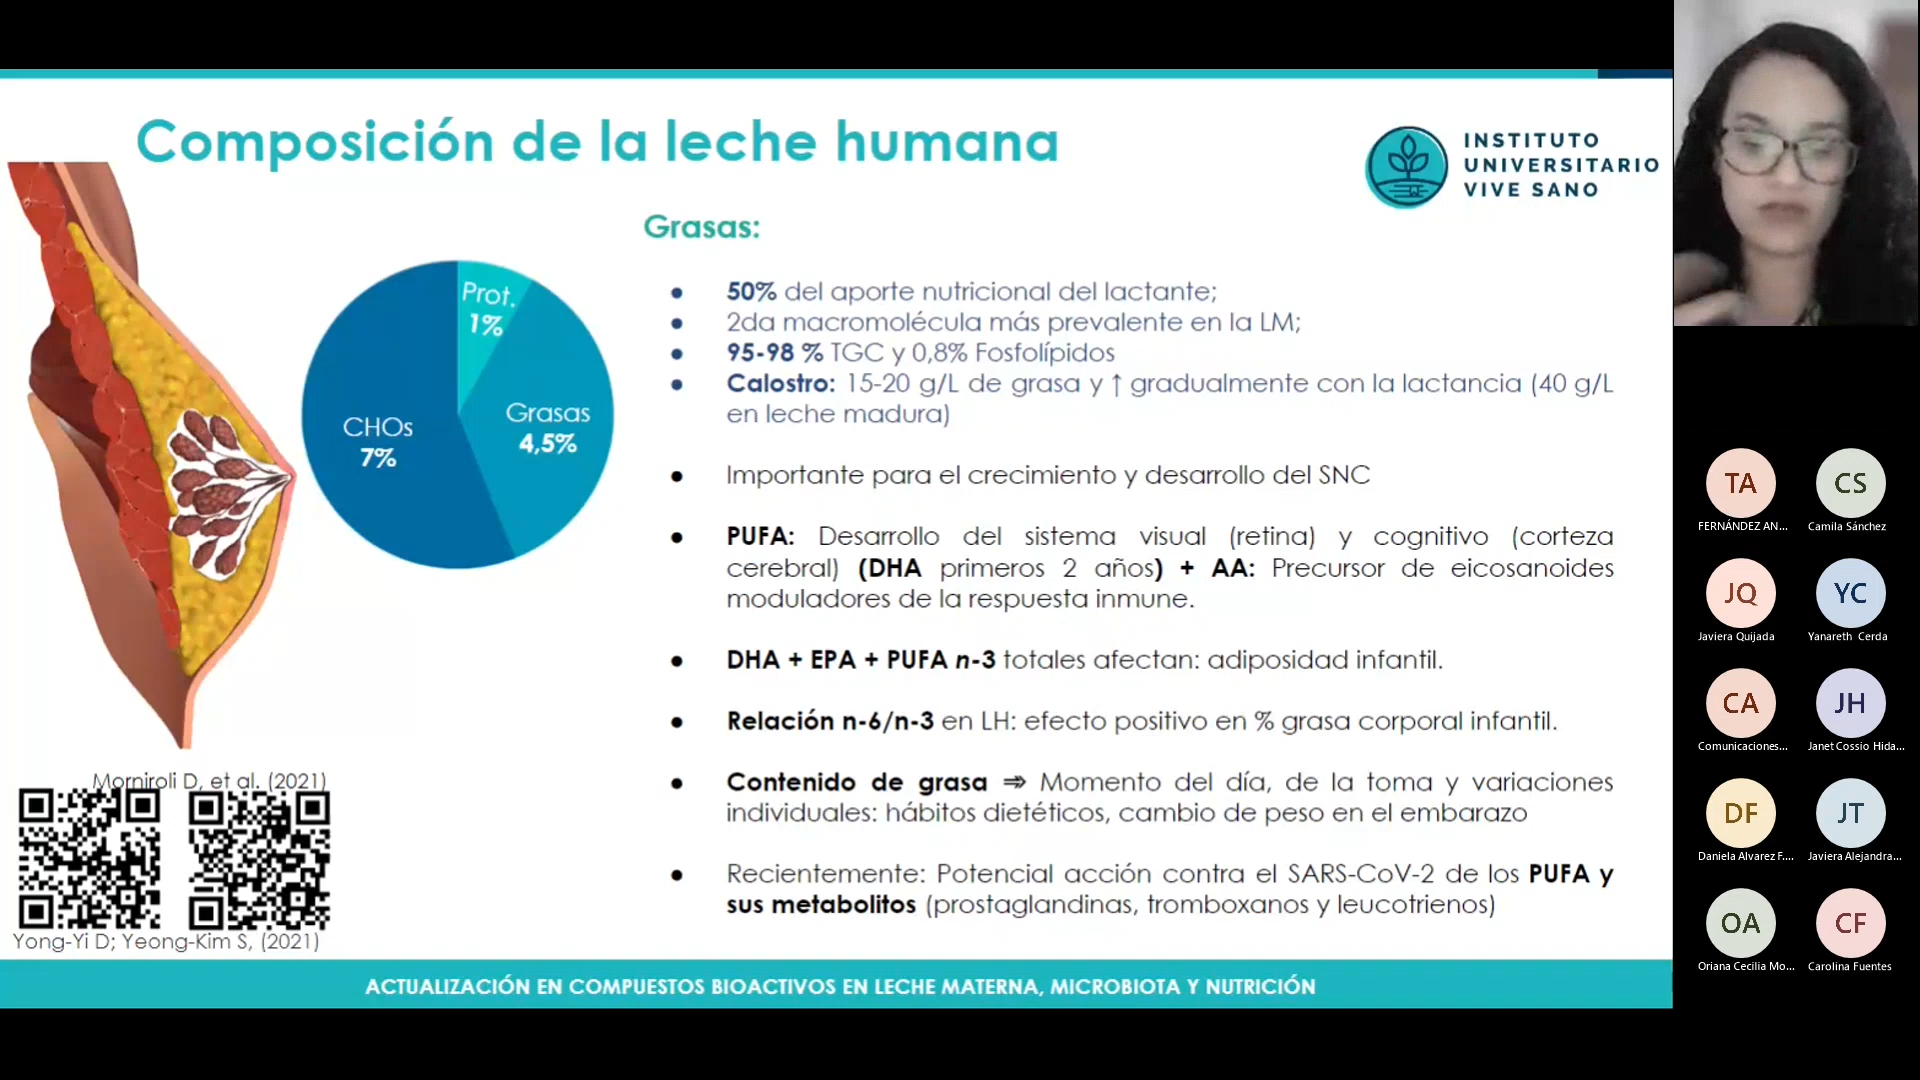 Composición de la leche humana
INSTITUTO
UNIVERSITARIO
VIVE SANO
Grasas:
Prot.
1%
Grasas
4,5%
CHOs
7%
● 50% del aporte nutricional del lactante;
● 2da macromolécula más prevalente en la LM;
● 95-98 % TGC y 0,8% Fosfolípidos
● Calostro: 15-20 g/L de grasa y ↑ gradualmente con la lactancia (40 g/L
en leche madura)
● Importante para el crecimiento y desarrollo del SNC
● PUFA: Desarrollo del sistema visual (retina) y cognitivo (corteza
cerebral) (DHA primeros 2 años) + AA: Precursor de eicosanoides
moduladores de la respuesta inmune.
● DHA + EPA + PUFA n-3 totales afectan: adiposidad infantil.
● Relación n-6/n-3 en LH: efecto positivo en % grasa corporal infantil.
● Contenido de grasa ⇒ Momento del día, de la toma y variaciones
individuales: hábitos dietéticos, cambio de peso en el embarazo
● Recientemente: Potencial acción contra el SARS-CoV-2 de los PUFA y
sus metabolitos (prostaglandinas, tromboxanos y leucotrienos)
Morniroli D, et al. (2021)
Yong-Yi D; Yeong-Kim S, (2021)
ACTUALIZACIÓN EN COMPUESTOS BIOACTIVOS EN LECHE MATERNA, MICROBIOTA Y NUTRICIÓN
TA
FERNÁNDEZ AN...
CS
Camila Sánchez
JQ
Javiera Quijada
YC
Yanareth Cerda
CA
Comunicaciones...
JH
Janet Cossio Hida...
DF
Daniela Alvarez F....
JT
Javiera Alejandra...
OA
Oriana Cecilia Mo...
CF
Carolina Fuentes